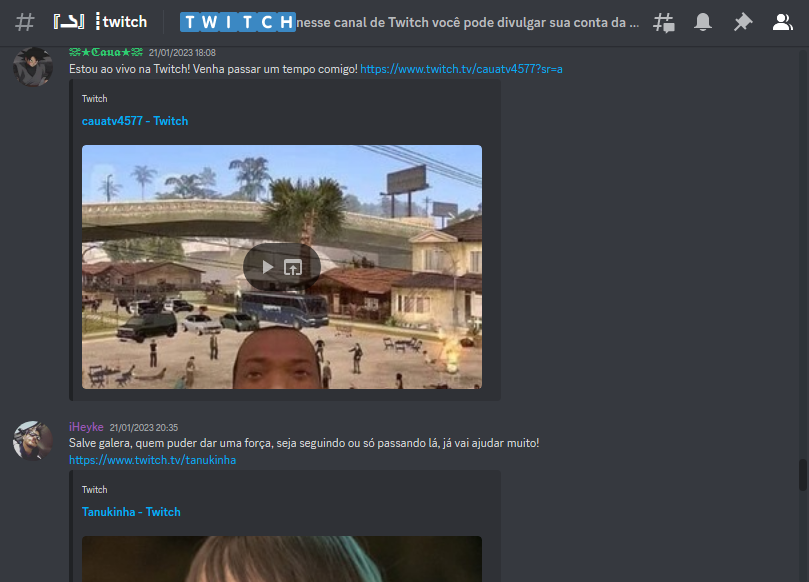 # [ڪ] ┋twitch TWITCH nesse canal de Twitch você pode divulgar sua conta da ...
★𝕮𝖆𝖚𝖆★ 21/01/2023 18:08
Estou ao vivo na Twitch! Venha passar um tempo comigo! https://www.twitch.tv/cauatv4577?sr=a
Twitch
cauatv4577 - Twitch
iHeyke 21/01/2023 20:35
Salve galera, quem puder dar uma força, seja seguindo ou só passando lá, já vai ajudar muito!
https://www.twitch.tv/tanukinha
Twitch
Tanukinha - Twitch